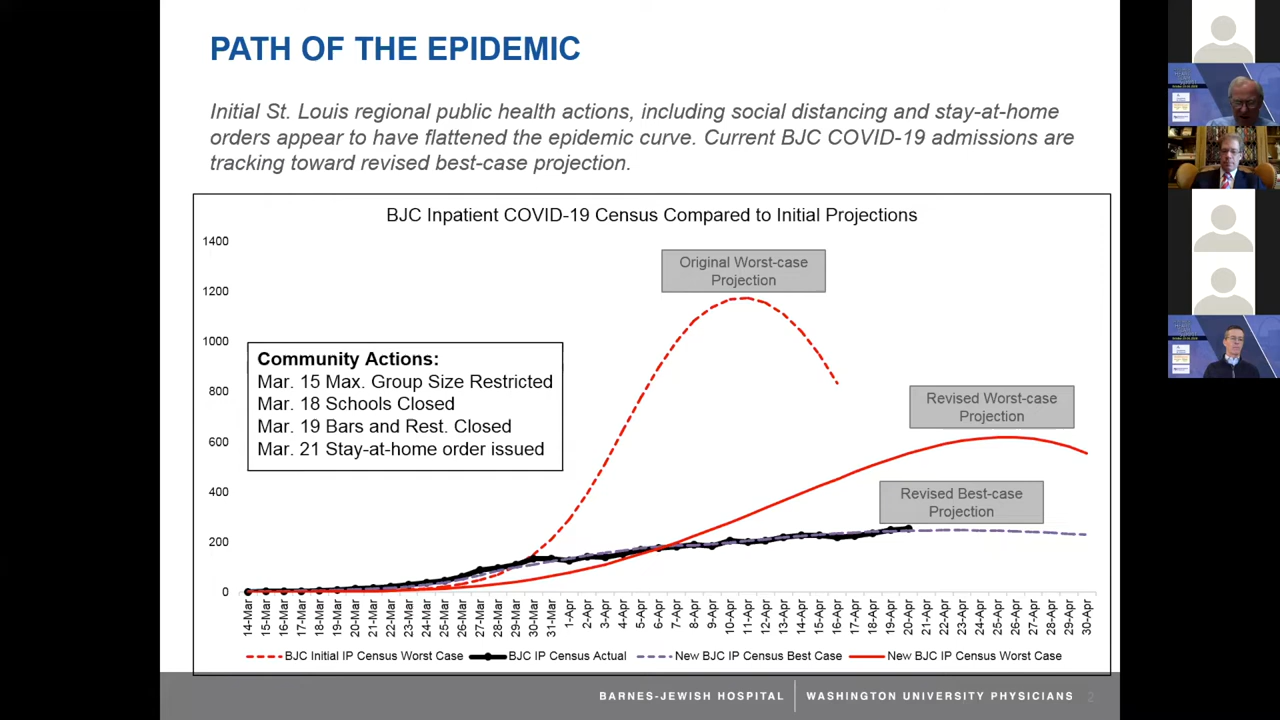 PATH OF THE EPIDEMIC
Initial St. Louis regional public health actions, including social distancing and stay-at-home
orders appear to have flattened the epidemic curve. Current BJC COVID-19 admissions are
tracking toward revised best-case projection.
BJC Inpatient COVID-19 Census Compared to Initial Projections
1400
1200
1000
800
600
400
200
0
Original Worst-case
Projection
Community Actions:
Mar. 15 Max. Group Size Restricted
Mar. 18 Schools Closed
Mar. 19 Bars and Rest. Closed
Mar. 21 Stay-at-home order issued
Revised Worst-case
Projection
Revised Best-case
Projection
14-Mar
15-Mar
16-Mar
17-Mar
18-Mar
19-Mar
20-Mar
21-Mar
22-Mar
23-Mar
24-Mar
25-Mar
26-Mar
27-Mar
28-Mar
29-Mar
30-Mar
31-Mar
1-Apr
2-Apr
3-Apr
4-Apr
5-Apr
6-Apr
7-Apr
8-Apr
9-Apr
10-Apr
11-Apr
12-Apr
13-Apr
14-Apr
15-Apr
16-Apr
17-Apr
18-Apr
19-Apr
20-Apr
21-Apr
22-Apr
23-Apr
24-Apr
25-Apr
26-Apr
27-Apr
28-Apr
29-Apr
30-Apr
BJC Initial IP Census Worst Case
BJC IP Census Actual
New BJC IP Census Best Case
New BJC IP Census Worst Case
BARNES-JEWISH HOSPITAL
WASHINGTON UNIVERSITY PHYSICIANS
2